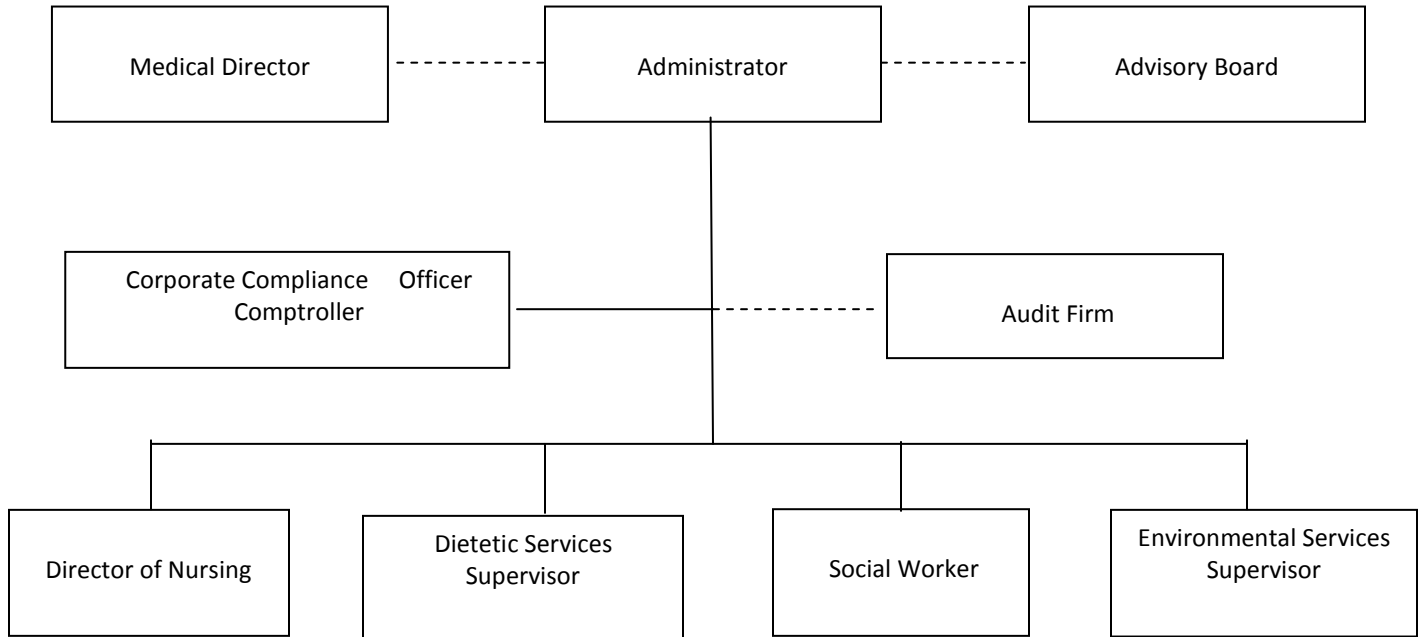 Medical Director
Administrator
Advisory Board
Corporate Compliance Officer
Comptroller
Audit Firm
Director of Nursing
Dietetic Services
Supervisor
Social Worker
Environmental Services
Supervisor